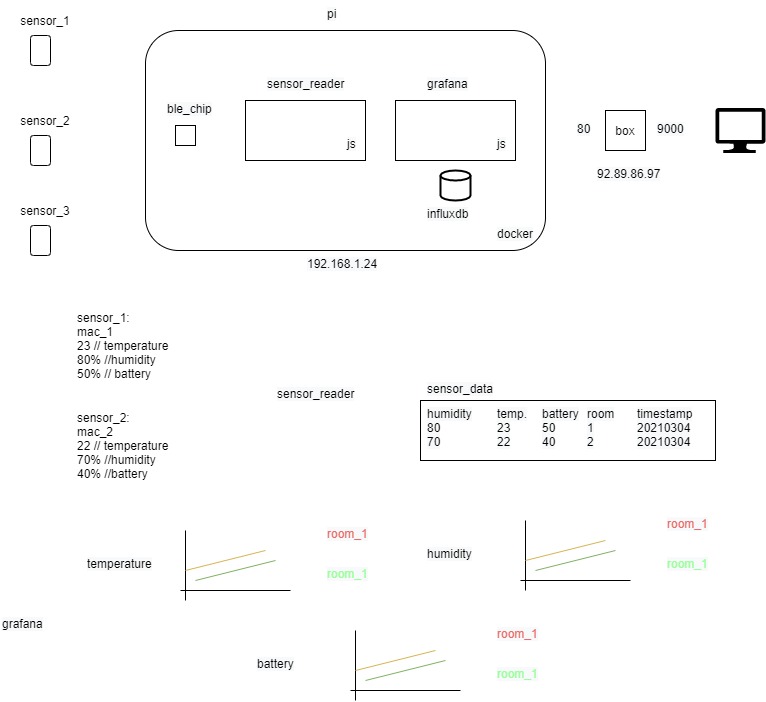 sensor_1
pi
sensor_reader
grafana
ble_chip
js
js
sensor_2
80
box
9000
92.89.86.97
sensor_3
influxdb
docker
192.168.1.24
sensor_1:
mac_1
23 // temperature
80% //humidity
50% // battery
sensor_reader
sensor_data
humidity temp. battery room timestamp
80 23 50 1 20210304
70 22 40 2 20210304
sensor_2:
mac_2
22 // temperature
70% //humidity
40% //battery
temperature
room_1
room_1
humidity
room_1
room_1
grafana
battery
room_1
room_1